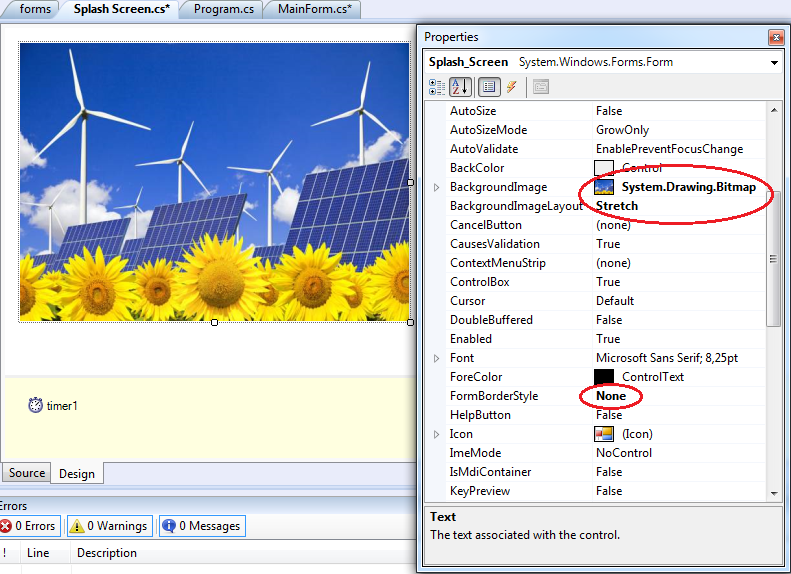 forms
Splash Screen.cs*
Program.cs
MainForm.cs*
timer1
Source
Design
Errors
0 Errors
0 Warnings
0 Messages
!
Line
Description
Properties
Splash_Screen System.Windows.Forms.Form
AutoSize False
AutoSizeMode GrowOnly
AutoValidate EnablePreventFocusChange
BackColor Control
BackgroundImage System.Drawing.Bitmap
BackgroundImageLayout Stretch
CancelButton (none)
CausesValidation True
ContextMenuStrip (none)
ControlBox True
Cursor Default
DoubleBuffered False
Enabled True
Font Microsoft Sans Serif; 8,25pt
ForeColor ControlText
FormBorderStyle None
HelpButton False
Icon (Icon)
ImeMode NoControl
IsMdiContainer False
KeyPreview False
Text
The text associated with the control.